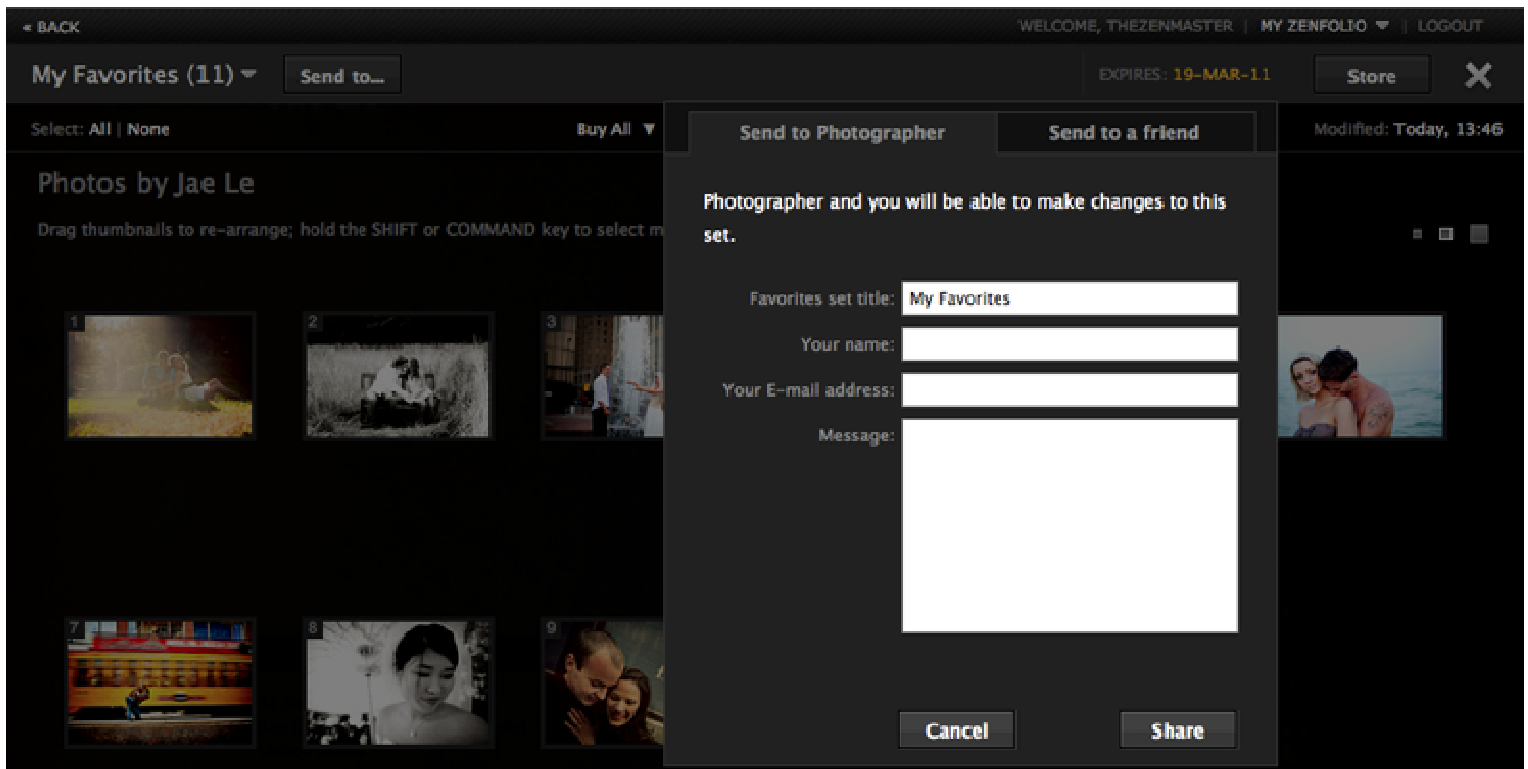 « BACK
WELCOME, THEZENMASTER | MY ZENFOLIO ▼ | LOGOUT
My Favorites (11) ▼
Send to...
EXPIRES: 19-MAR-11
Store
Select: All | None
Buy All ▼
Send to Photographer
Send to a friend
Modified: Today, 13:46
Photos by Jae Le
Drag thumbnails to re-arrange; hold the SHIFT or COMMAND key to select m
Photographer and you will be able to make changes to this
set.
Favorites set title: My Favorites
Your name:
Your E-mail address:
Message:
1
2
3
7
8
9
Cancel
Share